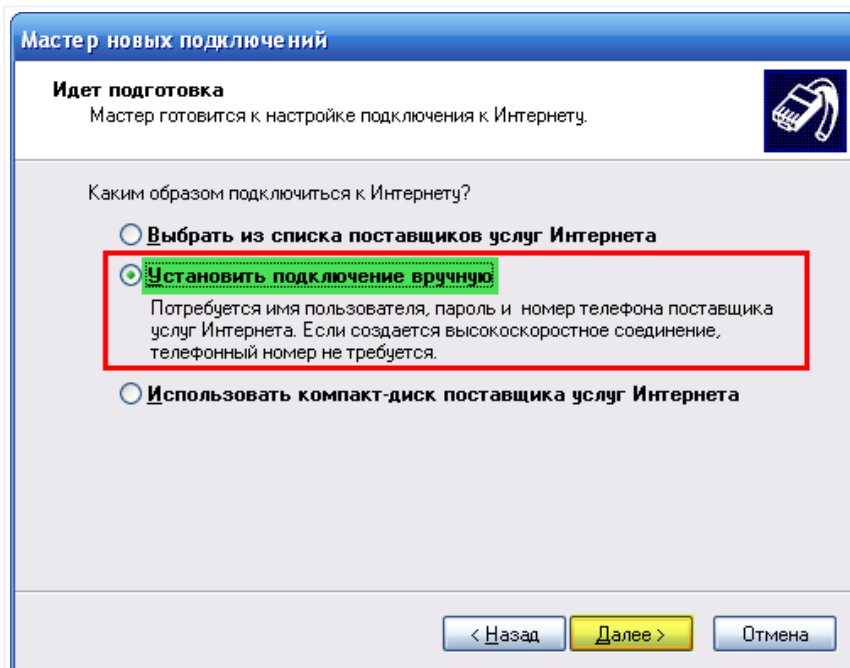 Мастер новых подключений
Идет подготовка
Мастер готовится к настройке подключения к Интернету.
Каким образом подключиться к Интернету?
Выбрать из списка поставщиков услуг Интернета
Установить подключение вручную
Потребуется имя пользователя, пароль и номер телефона поставщика
услуг Интернета. Если создается высокоскоростное соединение,
телефонный номер не требуется.
Использовать компакт-диск поставщика услуг Интернета
< Назад Далее > Отмена